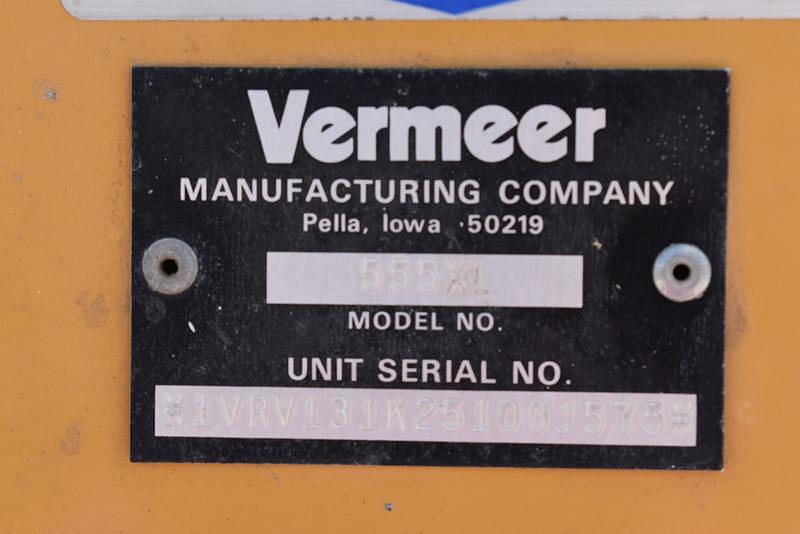 Vermeer
MANUFACTURING COMPANY
Pella, Iowa 50219
555XL
MODEL NO.
UNIT SERIAL NO.
*1VRV131K251001575*